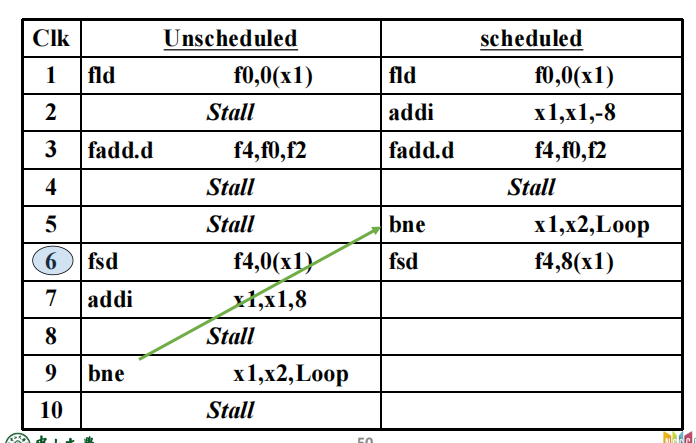 Clk Unscheduled scheduled
1 fld f0,0(x1) fld f0,0(x1)
2 Stall addi x1,x1,-8
3 fadd.d f4,f0,f2 fadd.d f4,f0,f2
4 Stall Stall
5 Stall bne x1,x2,Loop
6 fsd f4,0(x1) fsd f4,8(x1)
7 addi x1,x1,8
8 Stall
9 bne x1,x2,Loop
10 Stall